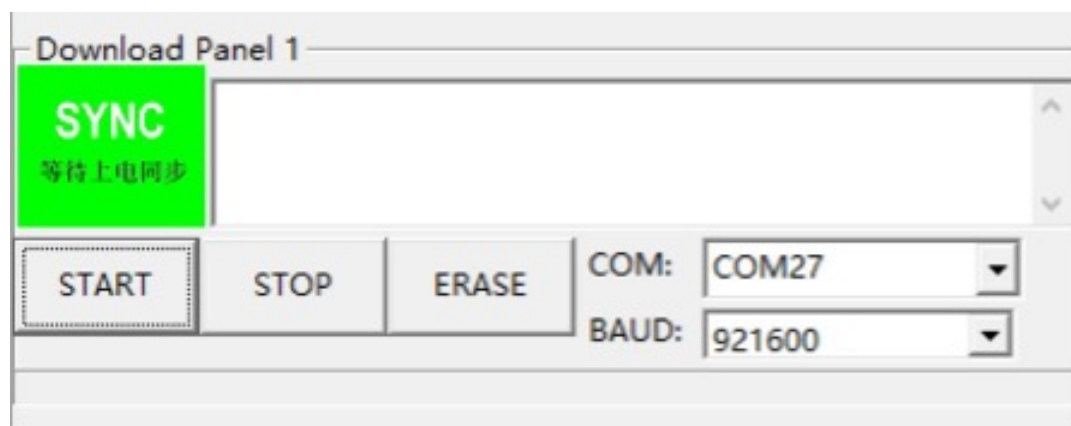 Download Panel 1
SYNC
等待上电同步
START STOP ERASE
COM: COM27
BAUD: 921600